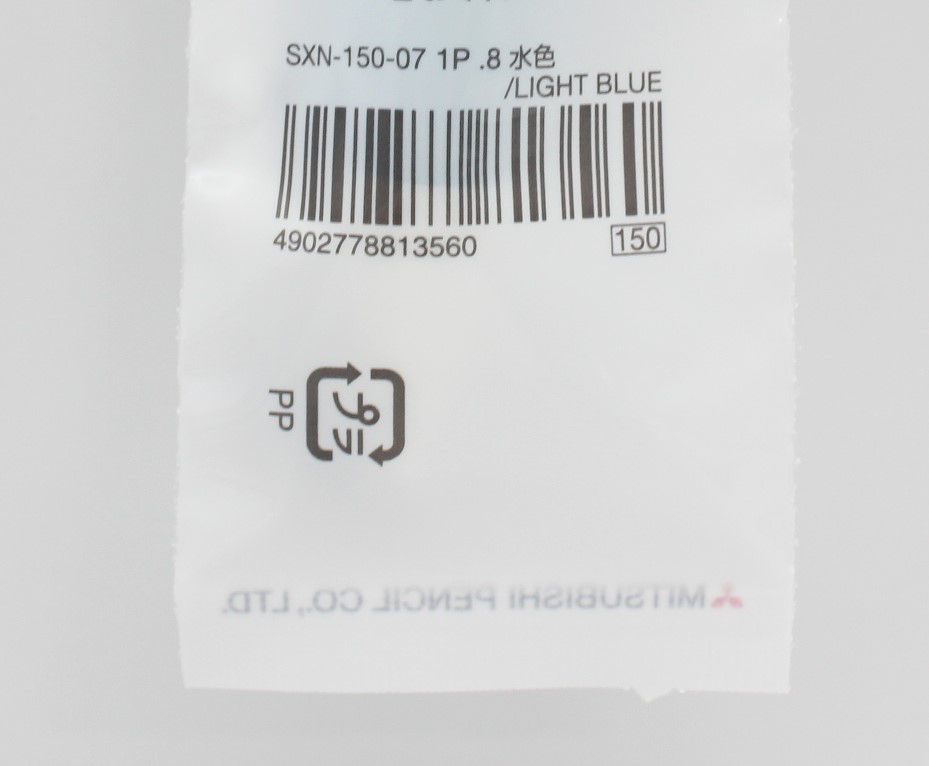 SXN-150-07 1P .8 水色
/LIGHT BLUE
4902778813560
150
プラ
PP
MITSUBISHI PENCIL CO.,LTD.